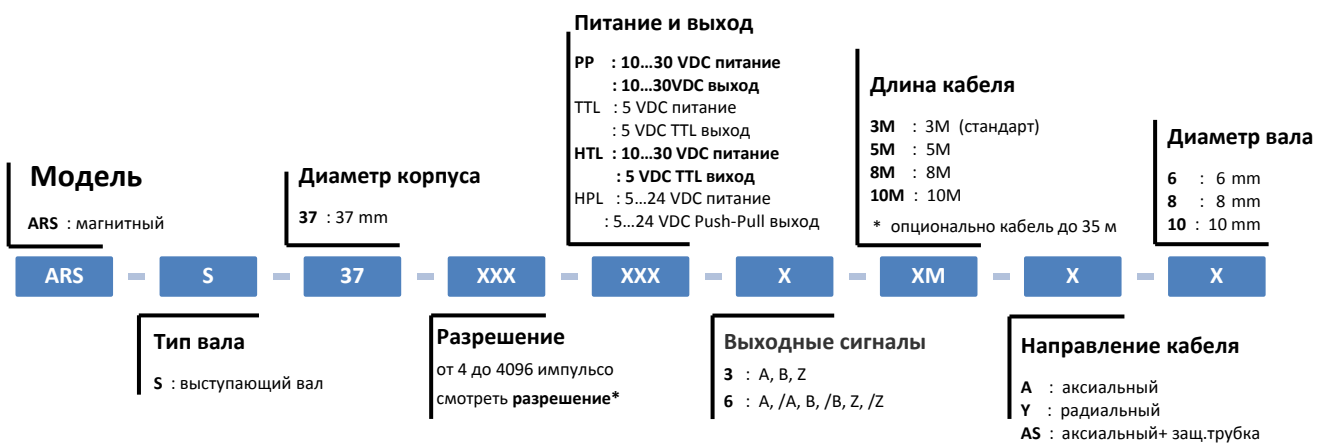 Питание и выход
PP : 10...30 VDC питание
: 10...30VDC выход
TTL : 5 VDC питание
: 5 VDC TTL выход
HTL : 10...30 VDC питание
: 5 VDC TTL виход
HPL : 5...24 VDC питание
: 5...24 VDC Push-Pull выход
Длина кабеля
3M : 3M (стандарт)
5M : 5M
8M : 8M
10M : 10M
* опционально кабель до 35 м
Диаметр вала
6 : 6 mm
8 : 8 mm
10 : 10 mm
Модель
ARS : магнитный
Диаметр корпуса
37 : 37 mm
ARS – S – 37 – XXX – XXX – X – XM – X – X
Тип вала
S : выступающий вал
Разрешение
от 4 до 4096 импульсо
смотреть разрешение*
Выходные сигналы
3 : A, B, Z
6 : A, /A, B, /B, Z, /Z
Направление кабеля
A : аксиальный
Y : радиальный
AS : аксиальный+ защ.трубка